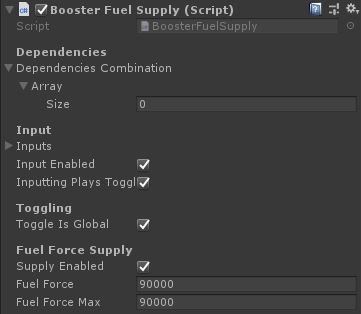 Booster Fuel Supply (Script)
Script BoosterFuelSupply
Dependencies
Dependencies Combination
Array
Size 0
Input
Inputs
Input Enabled
Inputting Plays Toggl
Toggling
Toggle Is Global
Fuel Force Supply
Supply Enabled
Fuel Force 90000
Fuel Force Max 90000